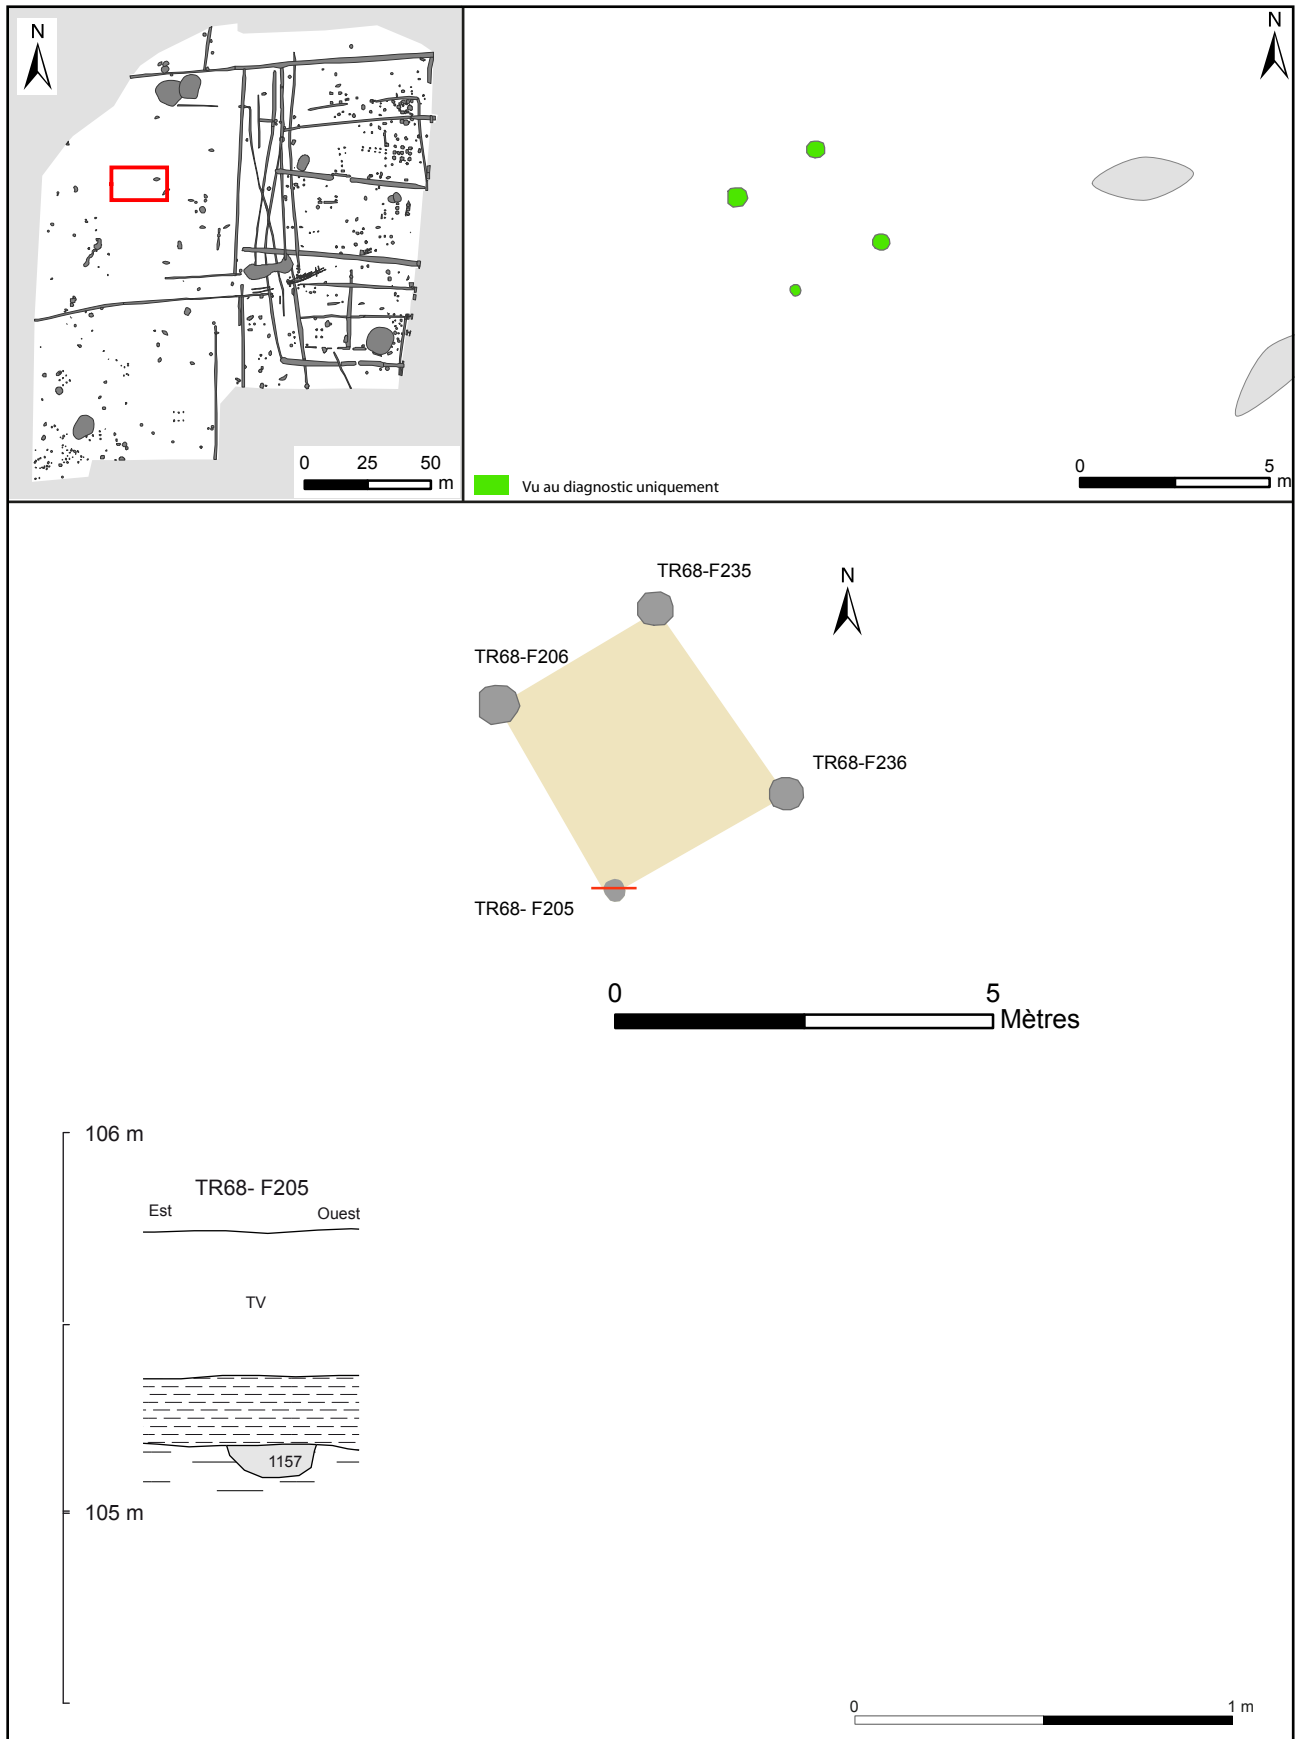 N
0 25 50
m
N
Vu au diagnostic uniquement
0 5
m
TR68-F235
N
TR68-F206
TR68-F236
TR68- F205
0 5
Mètres
106 m
TR68- F205
Est Ouest
TV
1157
105 m
0 1 m